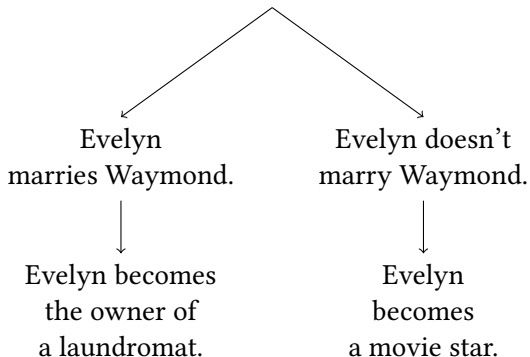 Evelyn
marries Waymond.
Evelyn doesn't
marry Waymond.
Evelyn becomes
the owner of
a laundromat.
Evelyn
becomes
a movie star.